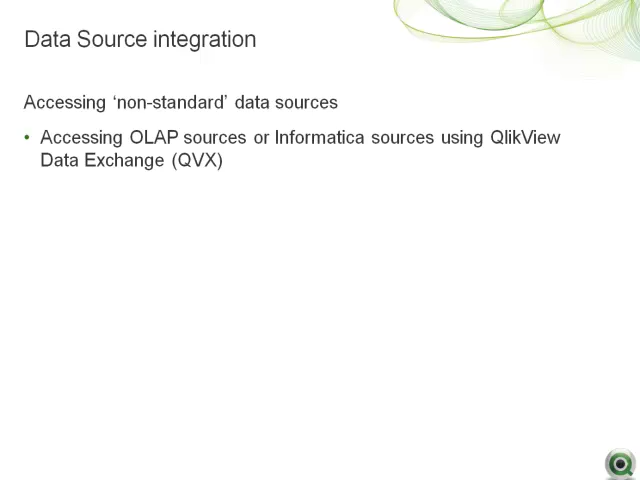 Data Source integration
Accessing ‘non-standard’ data sources
• Accessing OLAP sources or Informatica sources using QlikView
Data Exchange (QVX)